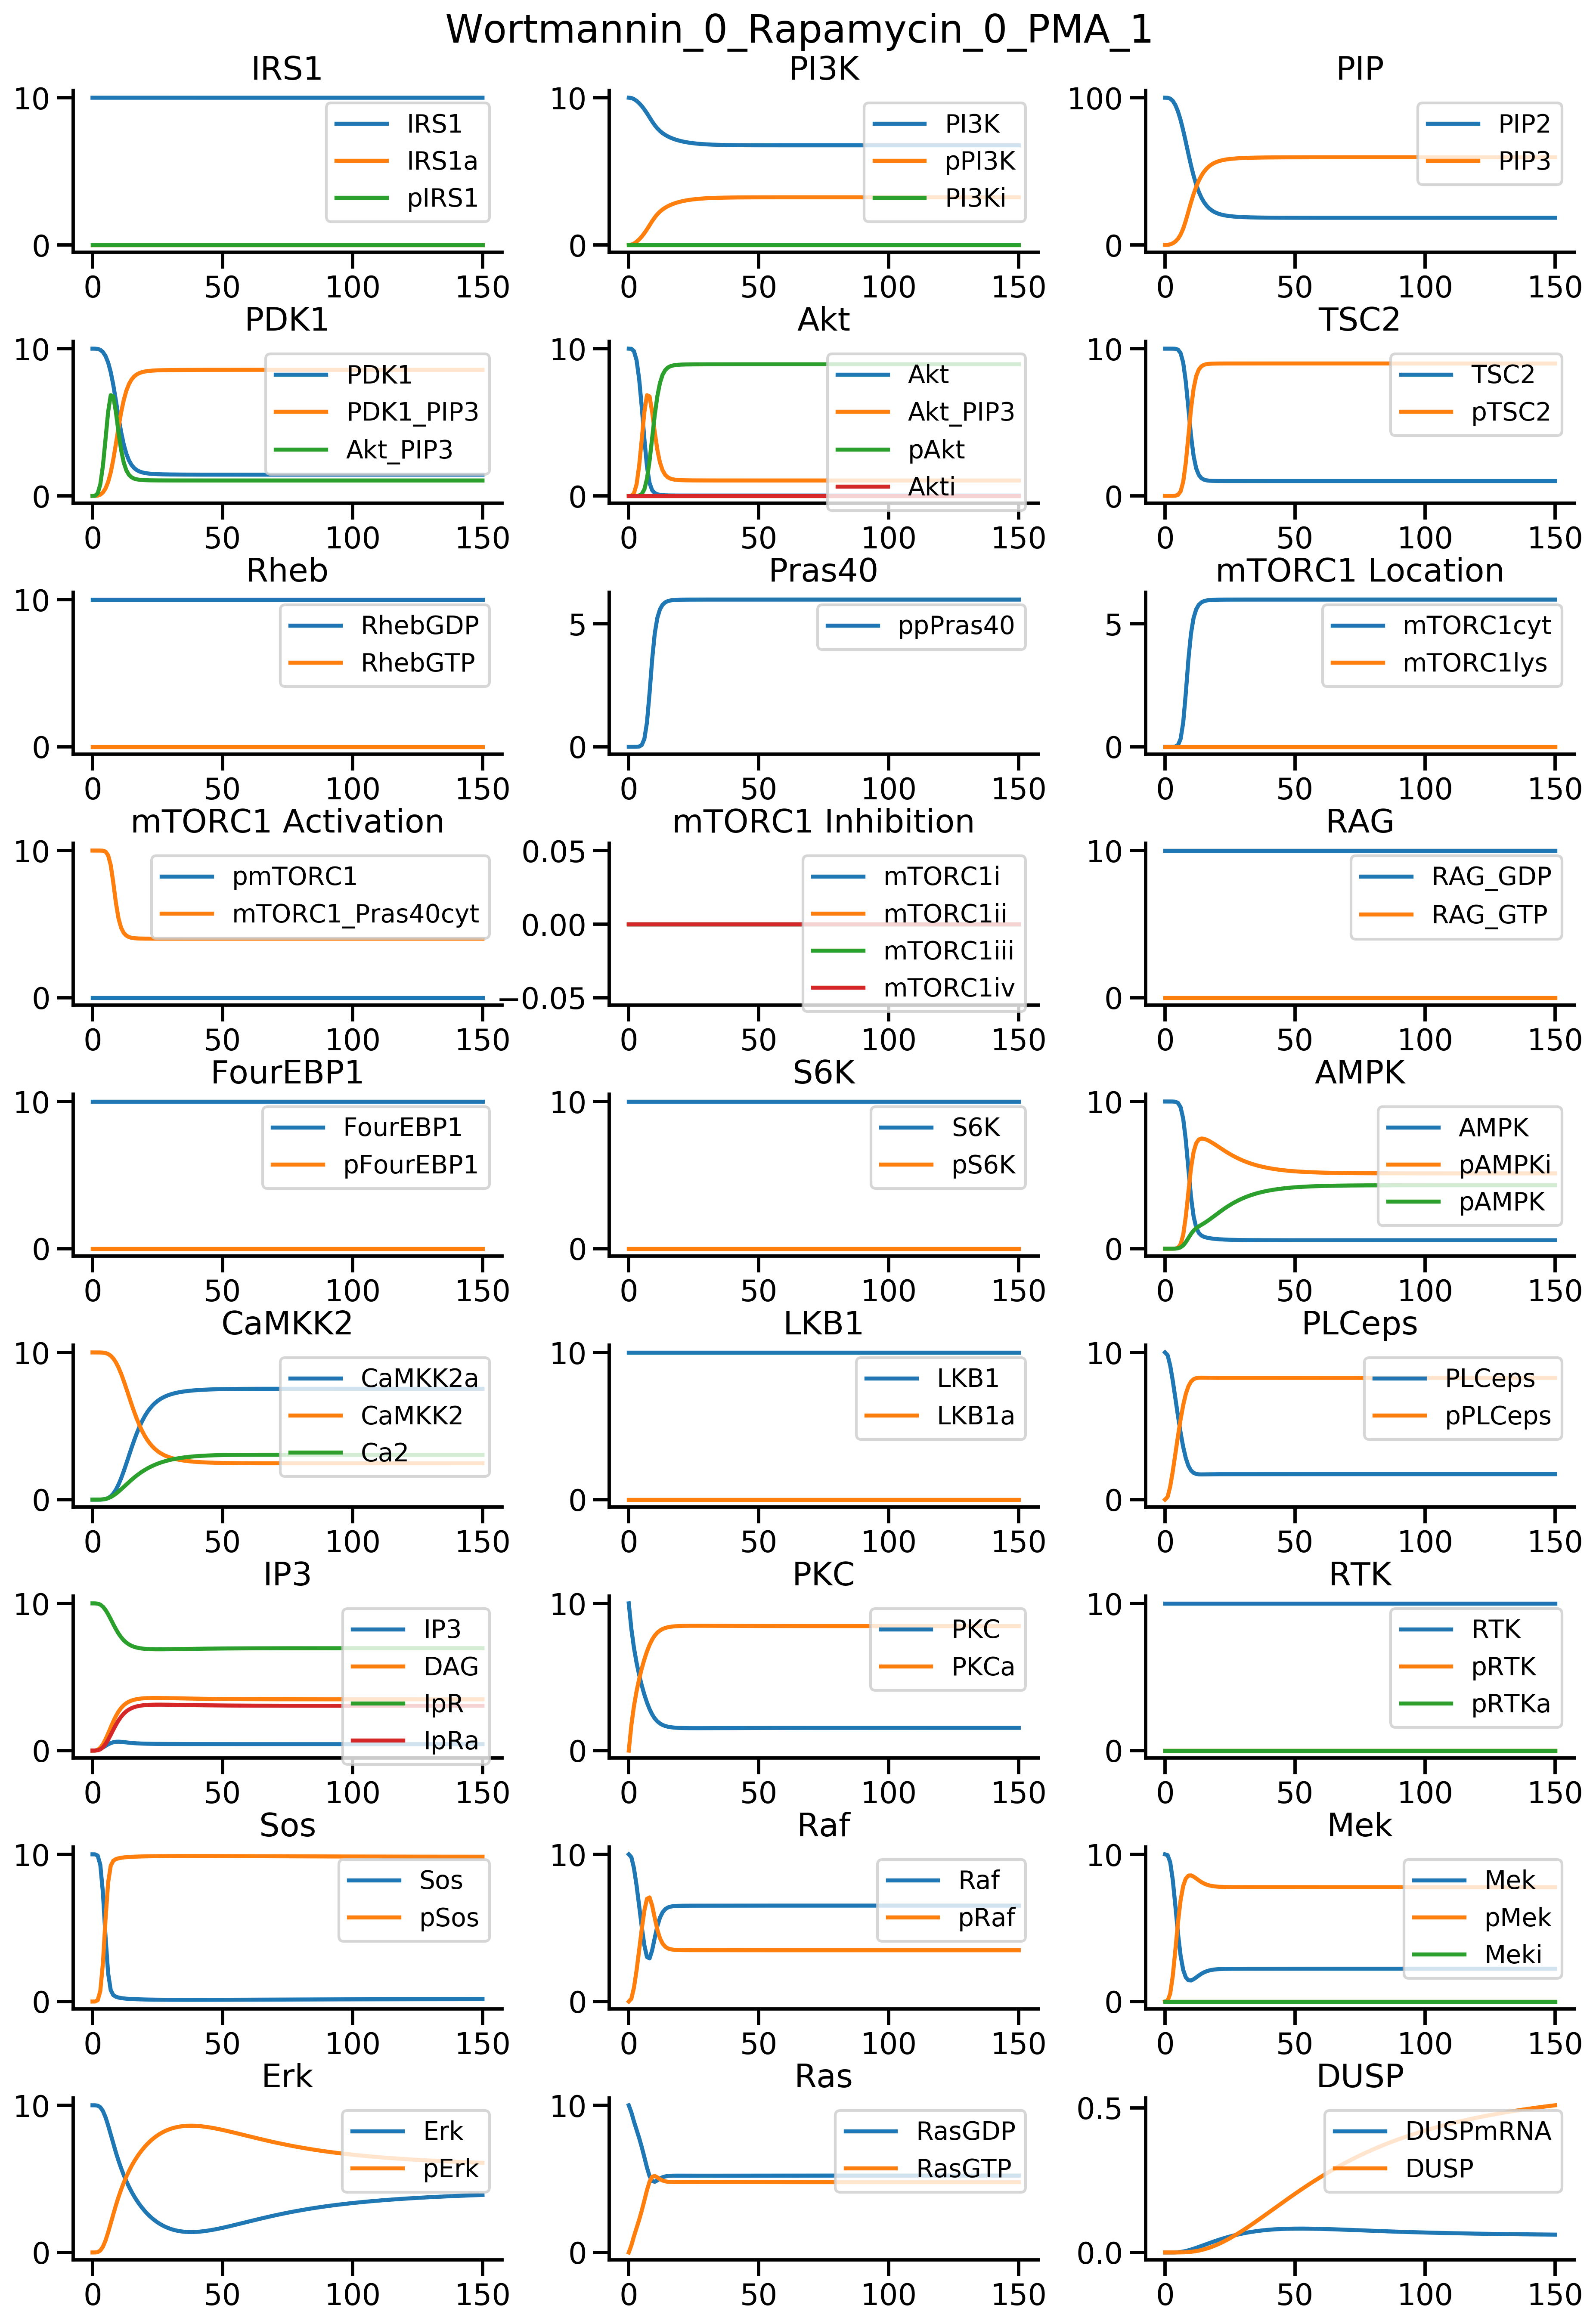 Wortmannin_0_Rapamycin_0_PMA_1
IRS1
10
0
0 50 100 150
IRS1
IRS1a
pIRS1
PI3K
10
0
0 50 100 150
PI3K
pPI3K
PI3Ki
PIP
100
0
0 50 100 150
PIP2
PIP3
PDK1
10
0
0 50 100 150
PDK1
PDK1_PIP3
Akt_PIP3
Akt
10
0
0 50 100 150
Akt
Akt_PIP3
pAkt
Akti
TSC2
10
0
0 50 100 150
TSC2
pTSC2
Rheb
10
0
0 50 100 150
RhebGDP
RhebGTP
Pras40
5
0
0 50 100 150
ppPras40
mTORC1 Location
5
0
0 50 100 150
mTORC1cyt
mTORC1lys
mTORC1 Activation
10
0
0 50 100 150
pmTORC1
mTORC1_Pras40cyt
mTORC1 Inhibition
0.05
0.00
−0.05
0 50 100 150
mTORC1i
mTORC1ii
mTORC1iii
mTORC1iv
RAG
10
0
0 50 100 150
RAG_GDP
RAG_GTP
FourEBP1
10
0
0 50 100 150
FourEBP1
pFourEBP1
S6K
10
0
0 50 100 150
S6K
pS6K
AMPK
10
0
0 50 100 150
AMPK
pAMPKi
pAMPK
CaMKK2
10
0
0 50 100 150
CaMKK2a
CaMKK2
Ca2
LKB1
10
0
0 50 100 150
LKB1
LKB1a
PLCeps
10
0
0 50 100 150
PLCeps
pPLCeps
IP3
10
0
0 50 100 150
IP3
DAG
IpR
IpRa
PKC
10
0
0 50 100 150
PKC
PKCa
RTK
10
0
0 50 100 150
RTK
pRTK
pRTKa
Sos
10
0
0 50 100 150
Sos
pSos
Raf
10
0
0 50 100 150
Raf
pRaf
Mek
10
0
0 50 100 150
Mek
pMek
Meki
Erk
10
0
0 50 100 150
Erk
pErk
Ras
10
0
0 50 100 150
RasGDP
RasGTP
DUSP
0.5
0.0
0 50 100 150
DUSPmRNA
DUSP